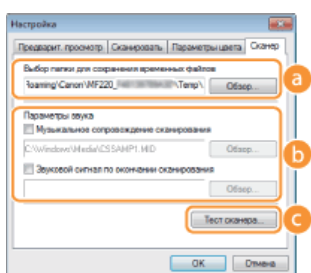 Настройка
Предварит. просмотр Сканировать Параметры цвета Сканер
Выбор папки для сохранения временных файлов
Roaming\Canon\MF220_ \Temp\ Обзор...
a
Параметры звука
Музыкальное сопровождение сканирования
C:\Windows\Media\CSSAMP1.MID Обзор...
b
Звуковой сигнал по окончании сканирования
Обзор...
Тест сканера...
c
OK Отмена